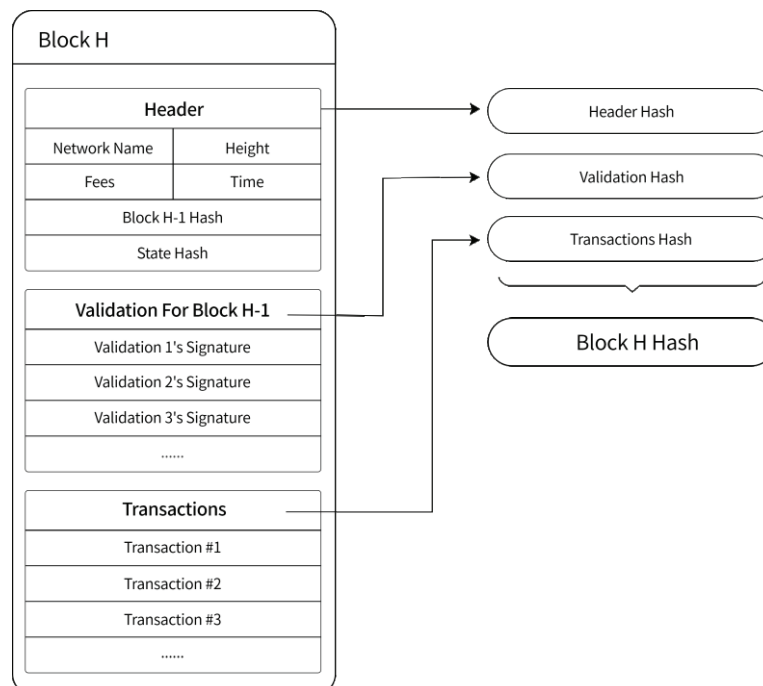 Block H
Header
Network Name
Height
Fees
Time
Block H-1 Hash
State Hash
Validation For Block H-1
Validation 1's Signature
Validation 2's Signature
Validation 3's Signature
......
Transactions
Transaction #1
Transaction #2
Transaction #3
......
Header Hash
Validation Hash
Transactions Hash
Block H Hash